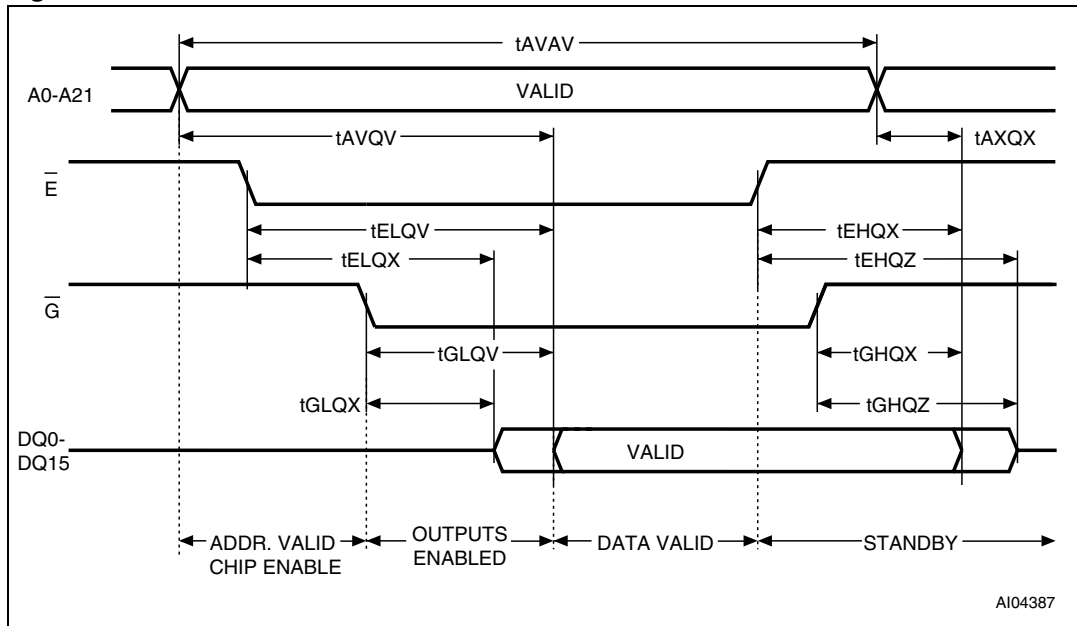 tAVAV
A0-A21
VALID
tAVQV
tAXQX
E
tELQV
tEHQX
tELQX
tEHQZ
G
tGLQV
tGHQX
tGLQX
tGHQZ
DQ0-
DQ15
VALID
ADDR. VALID
CHIP ENABLE
OUTPUTS
ENABLED
DATA VALID
STANDBY
AI04387